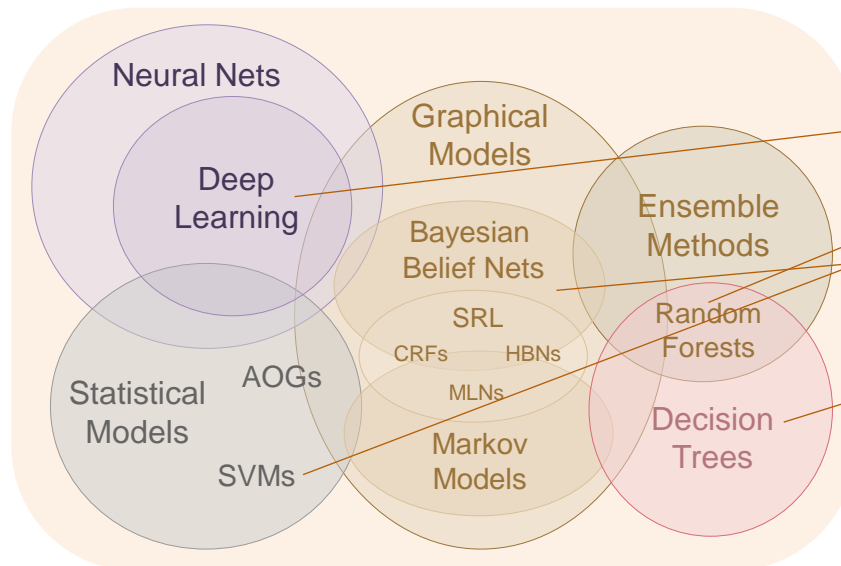 Neural Nets
Deep
Learning
Graphical
Models
Ensemble
Methods
Bayesian
Belief Nets
SRL
CRFs
HBNs
MLNs
Random
Forests
AOGs
Statistical
Models
SVMs
Markov
Models
Decision
Trees